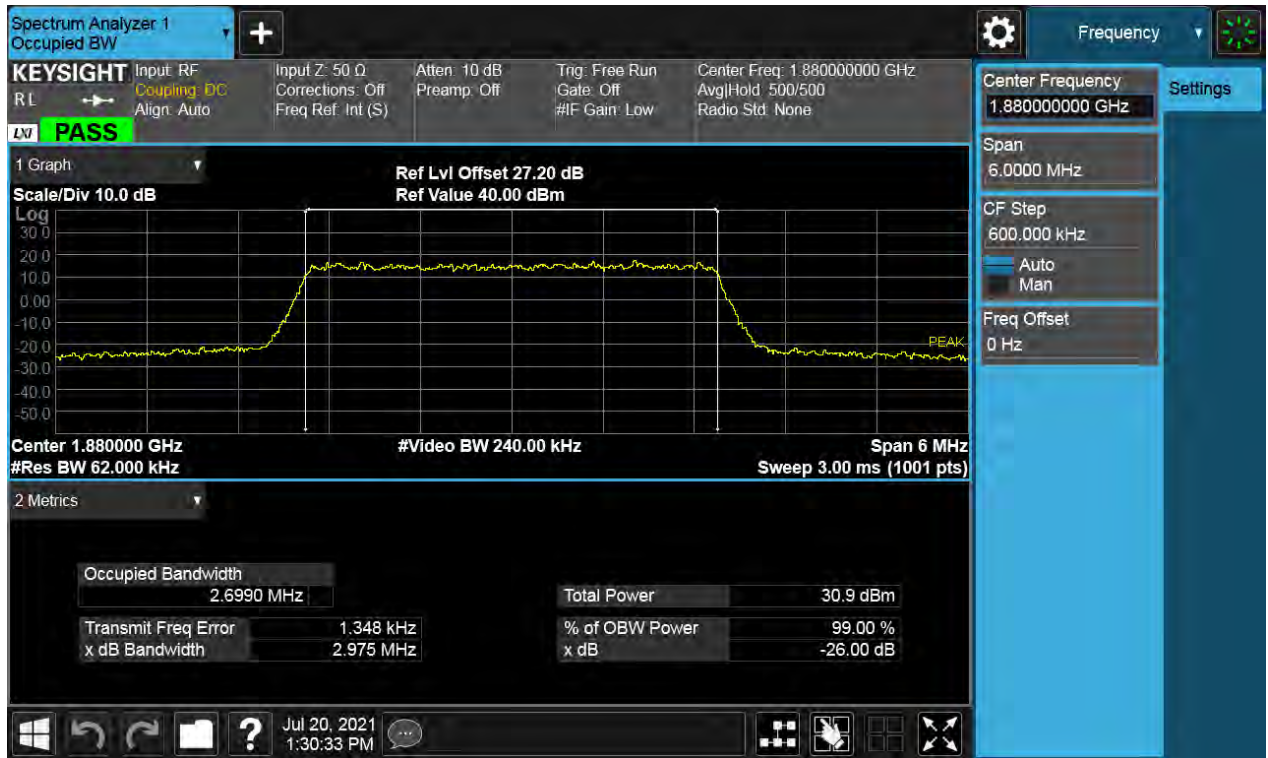 Spectrum Analyzer 1
Occupied BW
+
Frequency
KEYSIGHT
RL
LXI
PASS
Input: RF
Coupling: DC
Align: Auto
Input Z: 50 Ω
Corrections: Off
Freq Ref: Int (S)
Atten: 10 dB
Preamp: Off
Trig: Free Run
Gate: Off
#IF Gain: Low
Center Freq: 1.880000000 GHz
Avg|Hold: 500/500
Radio Std: None
Center Frequency
1.880000000 GHz
Settings
Span
6.0000 MHz
CF Step
600.000 kHz
Auto
Man
Freq Offset
0 Hz
1 Graph
Ref Lvl Offset 27.20 dB
Scale/Div 10.0 dB
Ref Value 40.00 dBm
Log
30.0
20.0
10.0
0.00
-10.0
-20.0
-30.0
-40.0
-50.0
PEAK
Center 1.880000 GHz
#Video BW 240.00 kHz
Span 6 MHz
#Res BW 62.000 kHz
Sweep 3.00 ms (1001 pts)
2 Metrics
Occupied Bandwidth
2.6990 MHz
Total Power 30.9 dBm
Transmit Freq Error 1.348 kHz
% of OBW Power 99.00 %
x dB Bandwidth 2.975 MHz
x dB -26.00 dB
?
Jul 20, 2021
1:30:33 PM